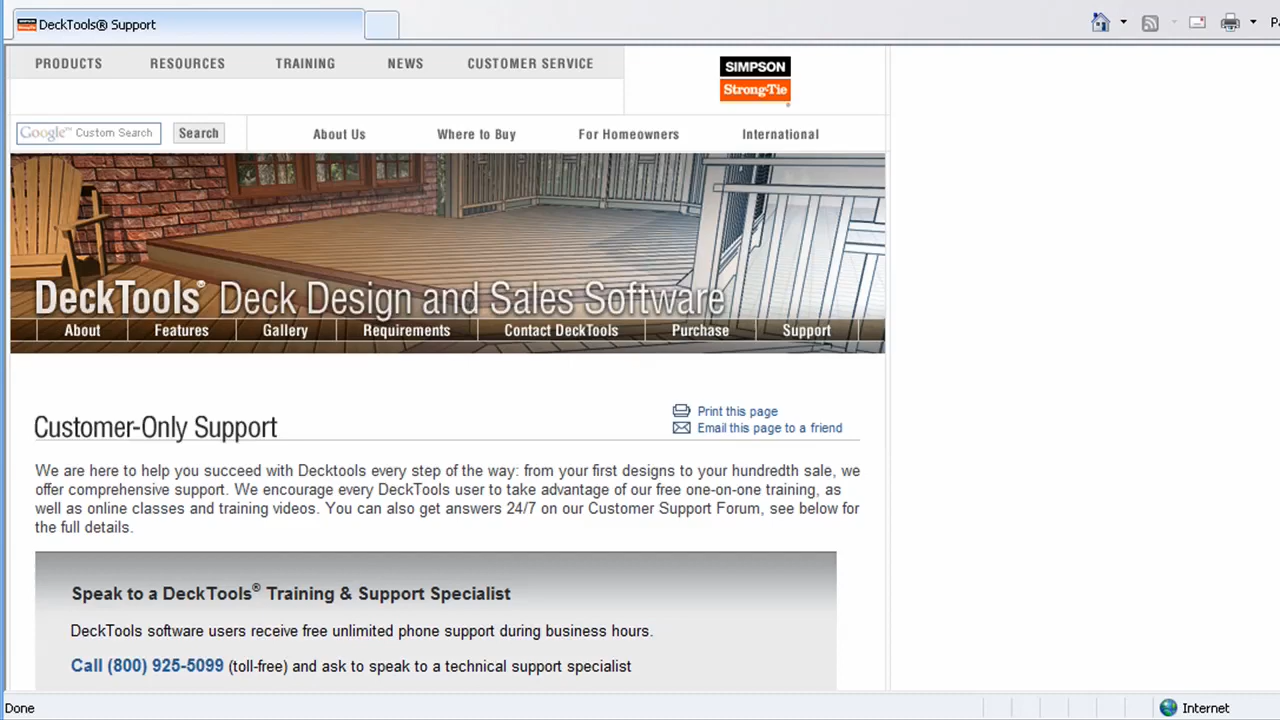 DeckTools® Support
PRODUCTS RESOURCES TRAINING NEWS CUSTOMER SERVICE
SIMPSON
Strong-Tie
Google™ Custom Search Search About Us Where to Buy For Homeowners International
DeckTools® Deck Design and Sales Software
About Features Gallery Requirements Contact DeckTools Purchase Support
Print this page
Customer-Only Support
Email this page to a friend
We are here to help you succeed with Decktools every step of the way: from your first designs to your hundredth sale, we
offer comprehensive support. We encourage every DeckTools user to take advantage of our free one-on-one training, as
well as online classes and training videos. You can also get answers 24/7 on our Customer Support Forum, see below for
the full details.
Speak to a DeckTools® Training & Support Specialist
DeckTools software users receive free unlimited phone support during business hours.
Call (800) 925-5099 (toll-free) and ask to speak to a technical support specialist
Done Internet